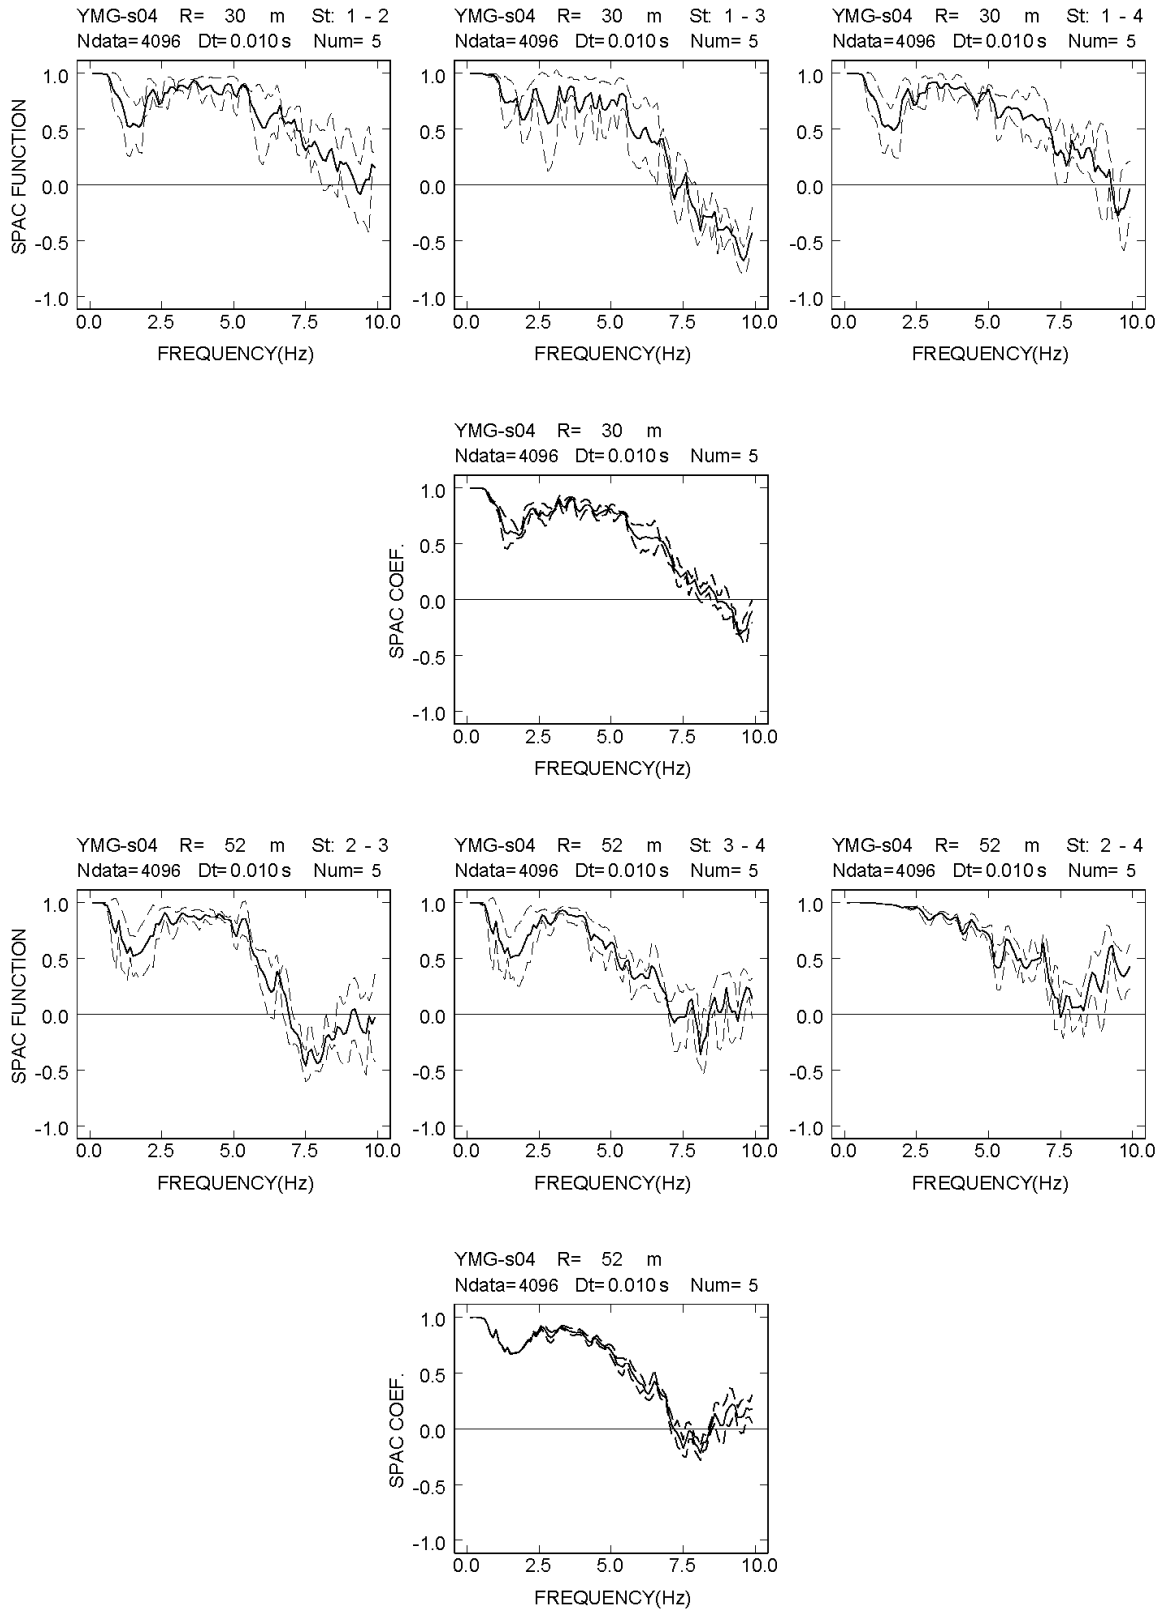 YMG-s04 R= 30 m St: 1 - 2
Ndata=4096 Dt=0.010s Num= 5
1.0
0.5
0.0
-0.5
-1.0
SPAC FUNCTION
0.0 2.5 5.0 7.5 10.0
FREQUENCY(Hz)
YMG-s04 R= 30 m St: 1 - 3
Ndata=4096 Dt=0.010s Num= 5
1.0
0.5
0.0
-0.5
-1.0
0.0 2.5 5.0 7.5 10.0
FREQUENCY(Hz)
YMG-s04 R= 30 m St: 1 - 4
Ndata=4096 Dt=0.010s Num= 5
1.0
0.5
0.0
-0.5
-1.0
0.0 2.5 5.0 7.5 10.0
FREQUENCY(Hz)
YMG-s04 R= 30 m
Ndata=4096 Dt=0.010s Num= 5
1.0
0.5
0.0
-0.5
-1.0
SPAC COEF.
0.0 2.5 5.0 7.5 10.0
FREQUENCY(Hz)
YMG-s04 R= 52 m St: 2 - 3
Ndata=4096 Dt=0.010s Num= 5
1.0
0.5
0.0
-0.5
-1.0
SPAC FUNCTION
0.0 2.5 5.0 7.5 10.0
FREQUENCY(Hz)
YMG-s04 R= 52 m St: 3 - 4
Ndata=4096 Dt=0.010s Num= 5
1.0
0.5
0.0
-0.5
-1.0
0.0 2.5 5.0 7.5 10.0
FREQUENCY(Hz)
YMG-s04 R= 52 m St: 2 - 4
Ndata=4096 Dt=0.010s Num= 5
1.0
0.5
0.0
-0.5
-1.0
0.0 2.5 5.0 7.5 10.0
FREQUENCY(Hz)
YMG-s04 R= 52 m
Ndata=4096 Dt=0.010s Num= 5
1.0
0.5
0.0
-0.5
-1.0
SPAC COEF.
0.0 2.5 5.0 7.5 10.0
FREQUENCY(Hz)